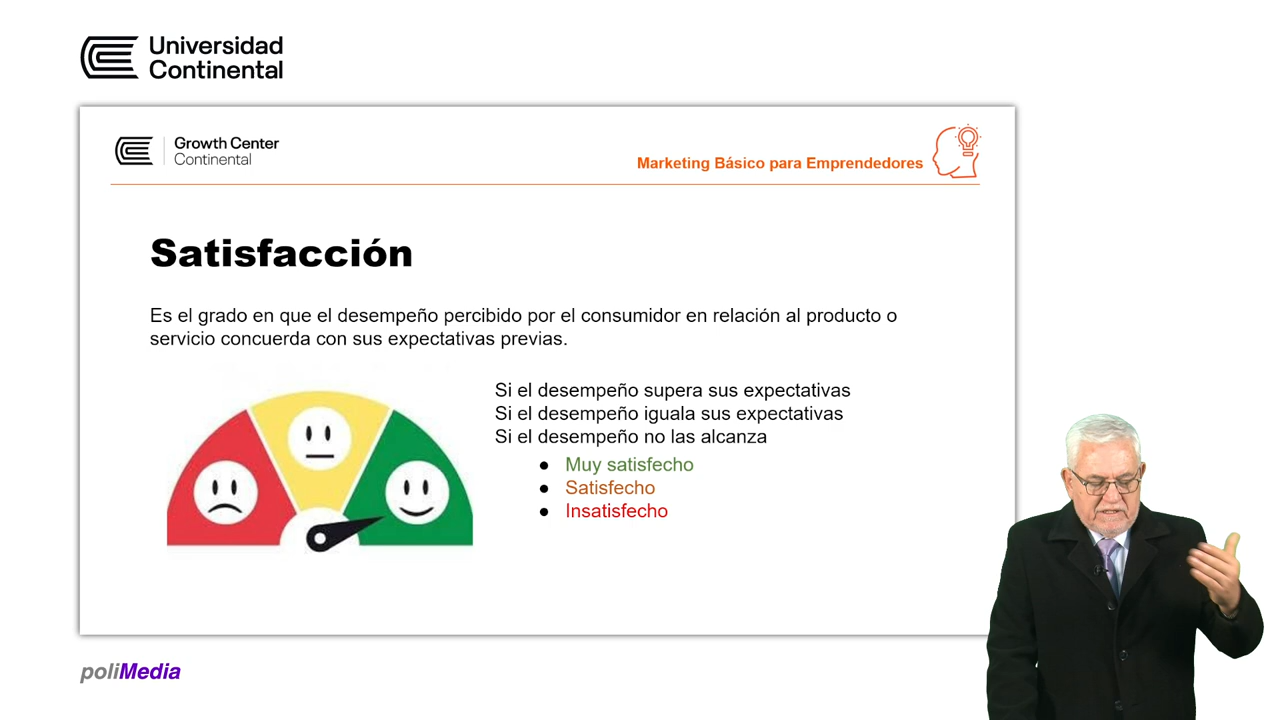 Universidad
Continental
Growth Center
Continental
Marketing Básico para Emprendedores
Satisfacción
Es el grado en que el desempeño percibido por el consumidor en relación al producto o
servicio concuerda con sus expectativas previas.
Si el desempeño supera sus expectativas
Si el desempeño iguala sus expectativas
Si el desempeño no las alcanza
● Muy satisfecho
● Satisfecho
● Insatisfecho
poliMedia